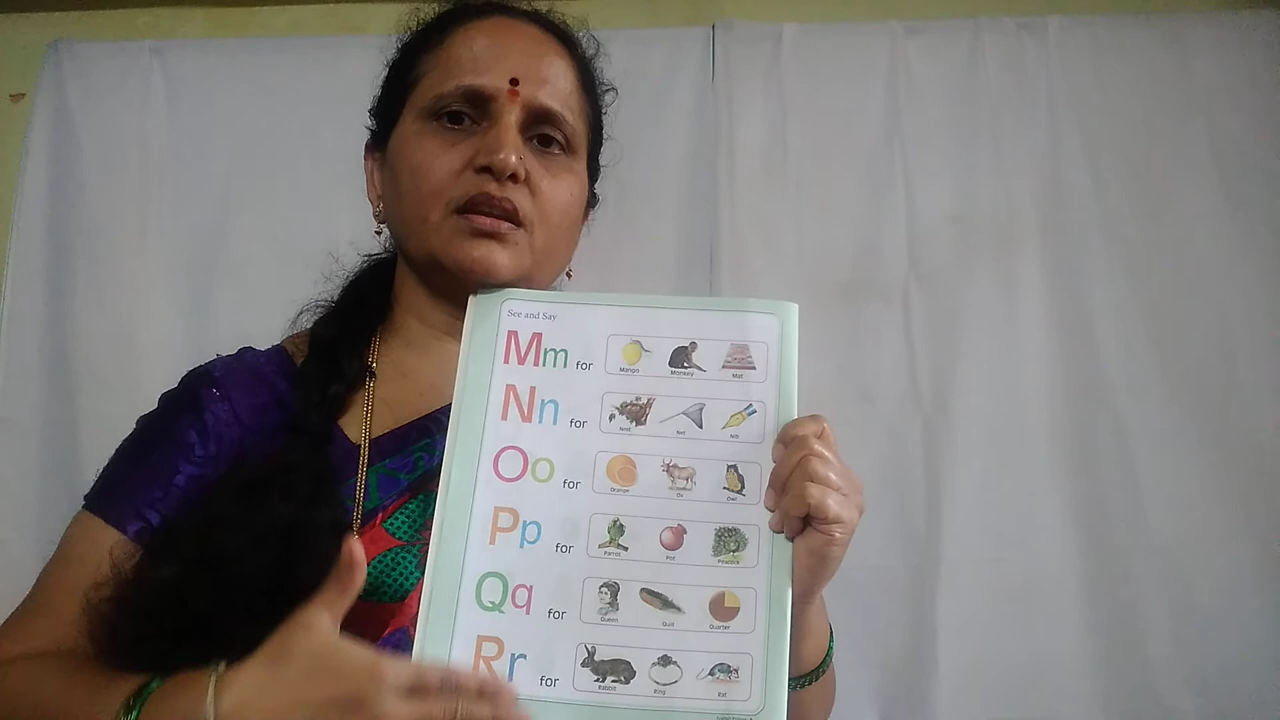 See and Say
Mm for
Mango Monkey Mat
Nn for
Nest Net Nib
Oo for
Orange Ox Owl
Pp for
Parrot Pot Peacock
Qq for
Queen Quill Quarter
Rr for
Rabbit Ring Rat